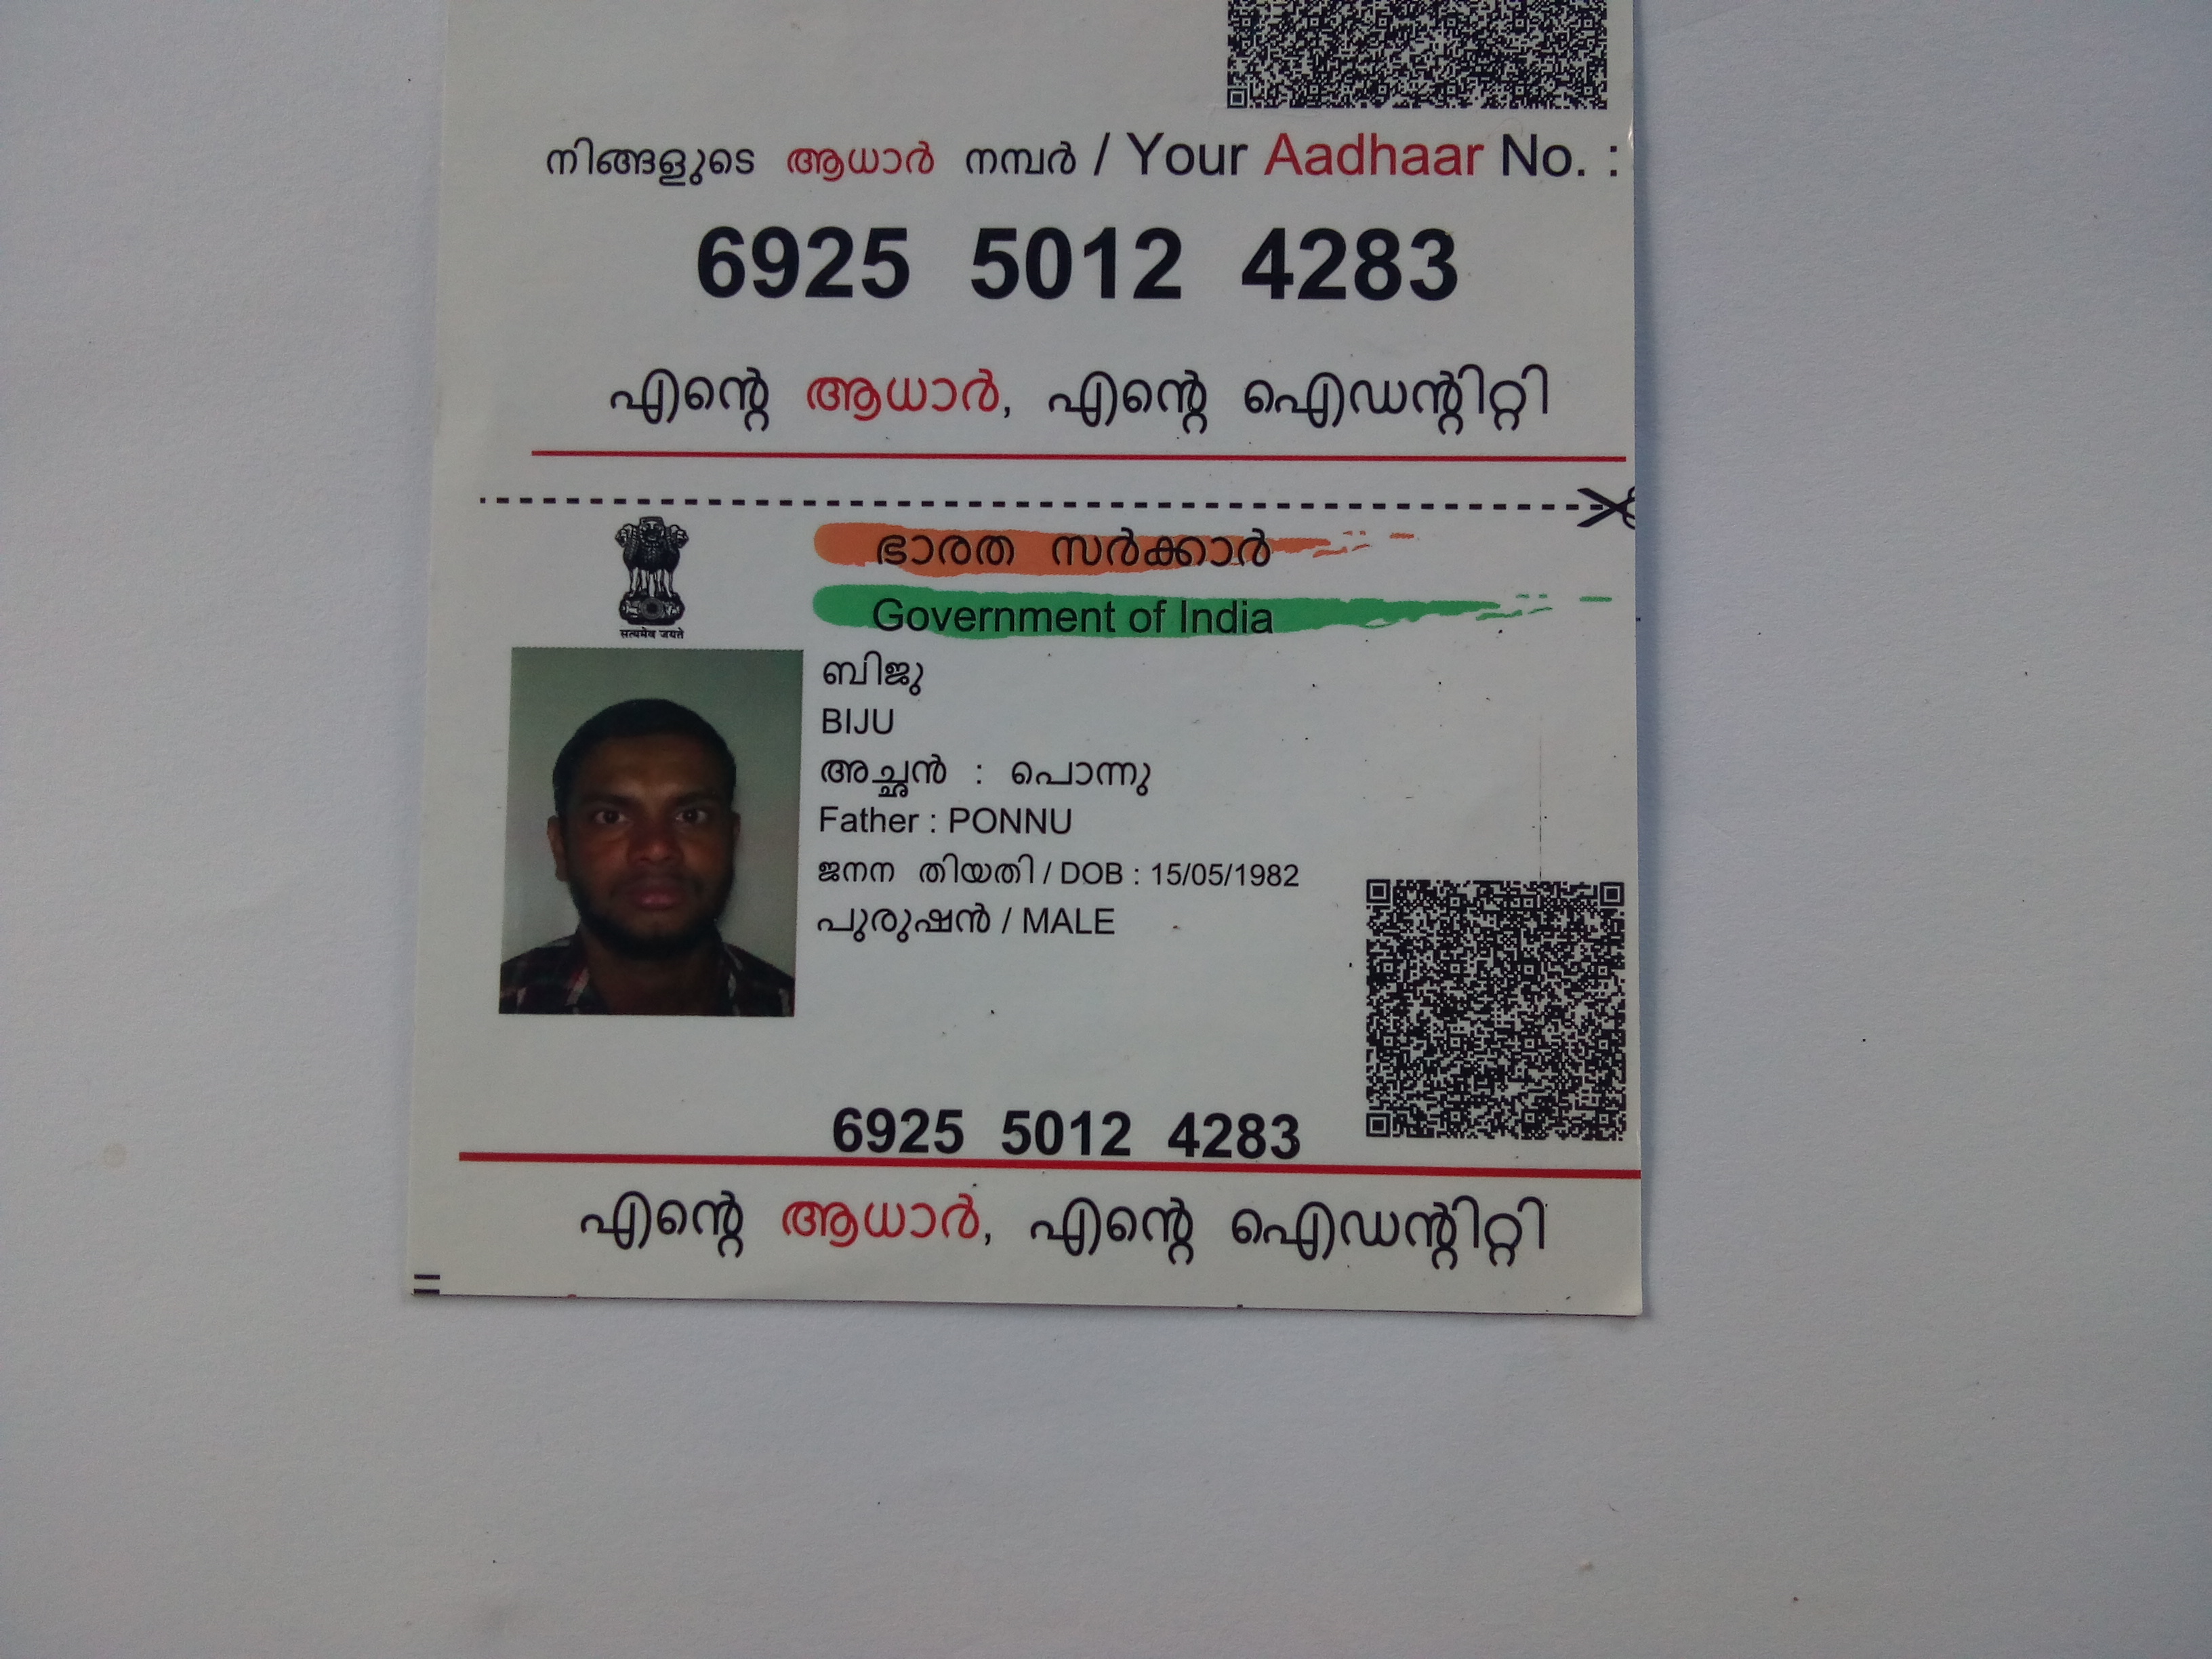 നിങ്ങളുടെ ആധാർ നമ്പർ / Your Aadhaar No. :
6925 5012 4283
എന്റെ ആധാർ, എന്റെ ഐഡന്റിറ്റി
ഭാരത സർക്കാർ
Government of India
सत्यमेव जयते
ബിജു
BIJU
അച്ഛൻ : പൊന്നു
Father : PONNU
ജനന തിയതി / DOB : 15/05/1982
പുരുഷൻ / MALE
6925 5012 4283
എന്റെ ആധാർ, എന്റെ ഐഡന്റിറ്റി